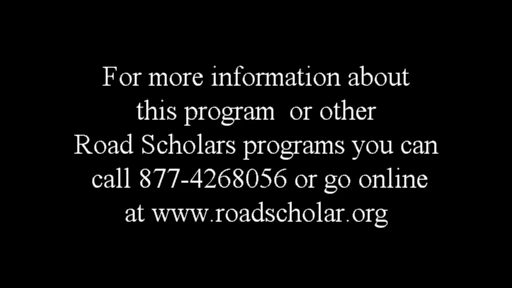 For more information about
this program or other
Road Scholars programs you can
call 877-4268056 or go online
at www.roadscholar.org